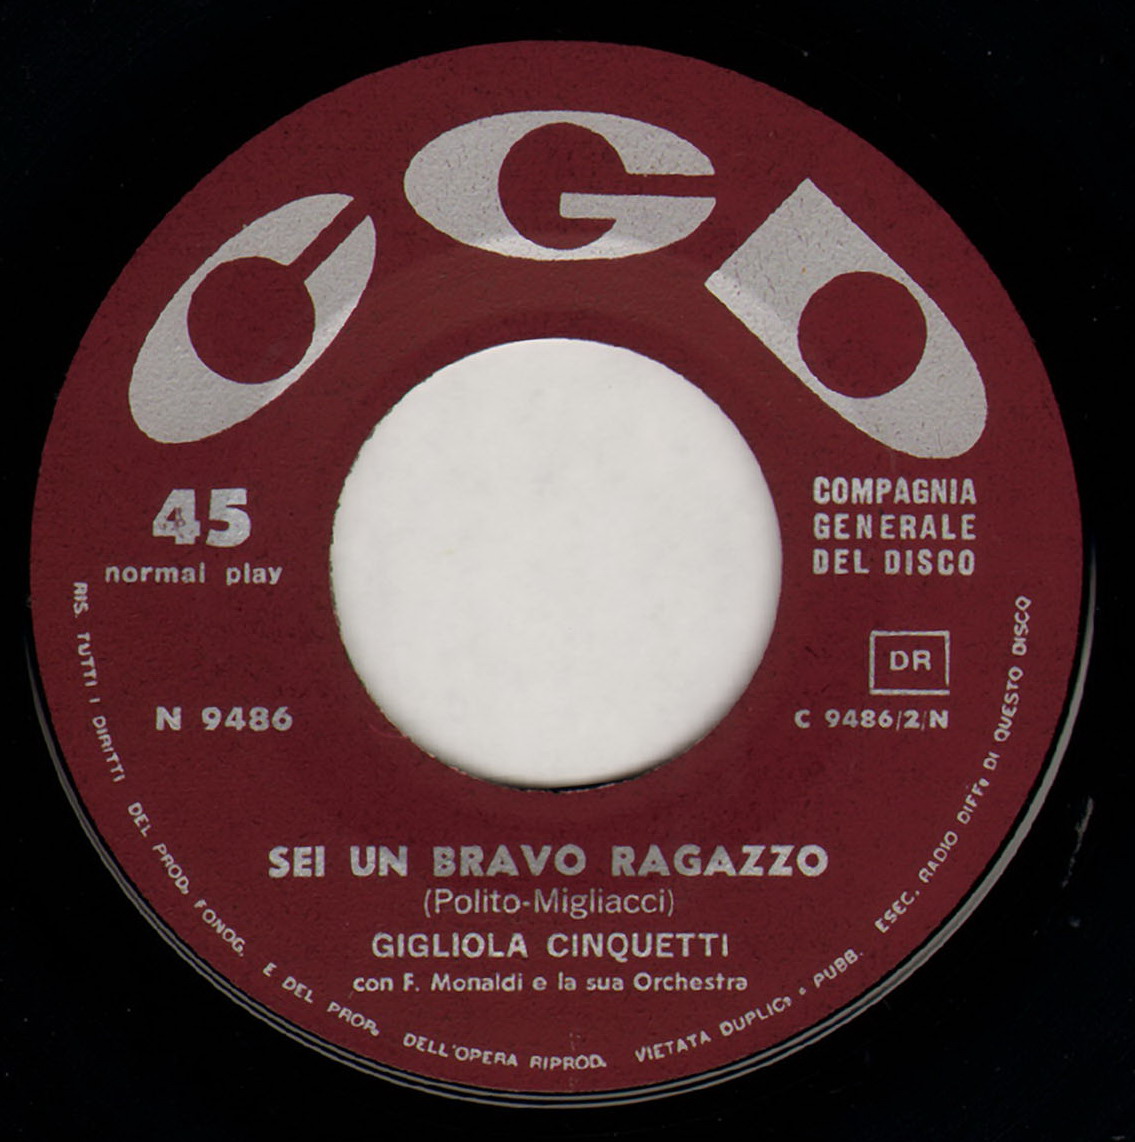 CGD
45
normal play
COMPAGNIA
GENERALE
DEL DISCO
DR
N 9486
C 9486/2/N
SEI UN BRAVO RAGAZZO
(Polito-Migliacci)
GIGLIOLA CINQUETTI
con F. Monaldi e la sua Orchestra
RIS. TUTTI I DIRITTI DEL PROD. FONOG. E DEL PROP. DELL'OPERA RIPROD. VIETATA DUPLIC. e PUBB. ESEC. RADIO DIFF. DI QUESTO DISCO